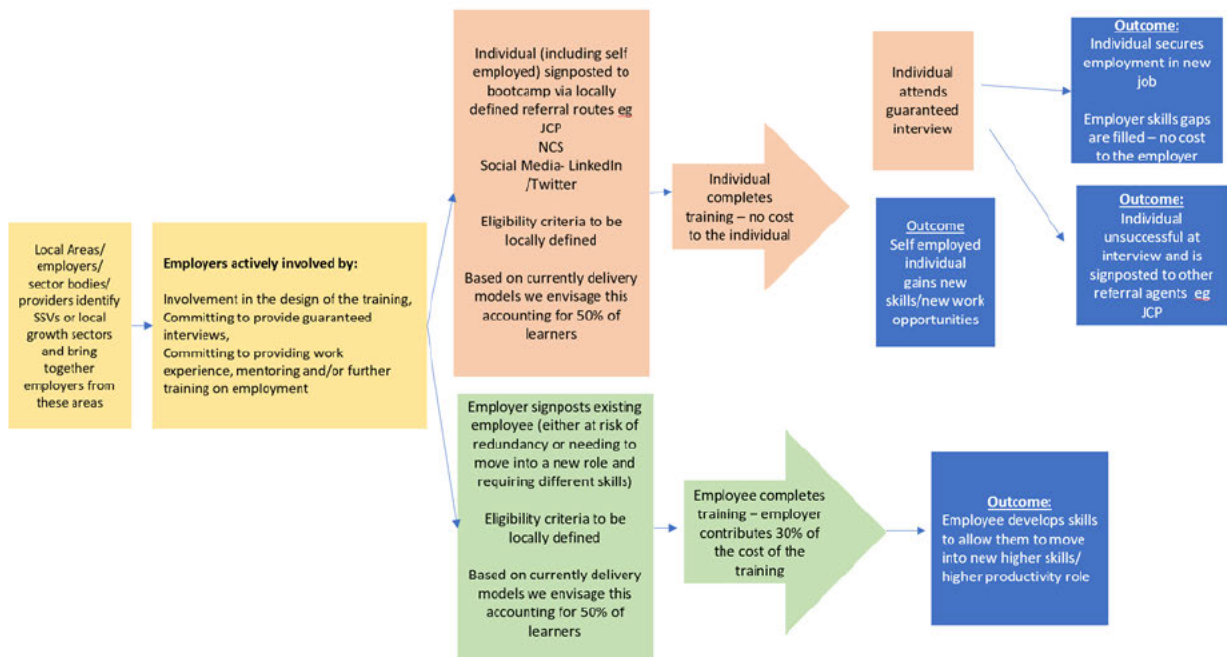 Local Areas/
employers/
sector bodies/
providers identify
SSVs or local
growth sectors
and bring
together
employers from
these areas
Employers actively involved by:
Involvement in the design of the training,
Committing to provide guaranteed
interviews,
Committing to providing work
experience, mentoring and/or further
training on employment
Individual (including self
employed) signposted to
bootcamp via locally
defined referral routes eg
JCP
NCS
Social Media- LinkedIn
/Twitter
Eligibility criteria to be
locally defined
Based on currently delivery
models we envisage this
accounting for 50% of
learners
Individual
completes
training – no cost
to the individual
Individual
attends
guaranteed
interview
Outcome:
Individual secures
employment in new
job
Employer skills gaps
are filled – no cost
to the employer
Outcome
Self employed
individual
gains new
skills/new work
opportunities
Outcome:
Individual
unsuccessful at
interview and is
signposted to other
referral agents eg
JCP
Employer signposts existing
employee (either at risk of
redundancy or needing to
move into a new role and
requiring different skills)
Eligibility criteria to be
locally defined
Based on currently delivery
models we envisage this
accounting for 50% of
learners
Employee completes
training – employer
contributes 30% of
the cost of the
training
Outcome:
Employee develops skills
to allow them to move
into new higher skills/
higher productivity role